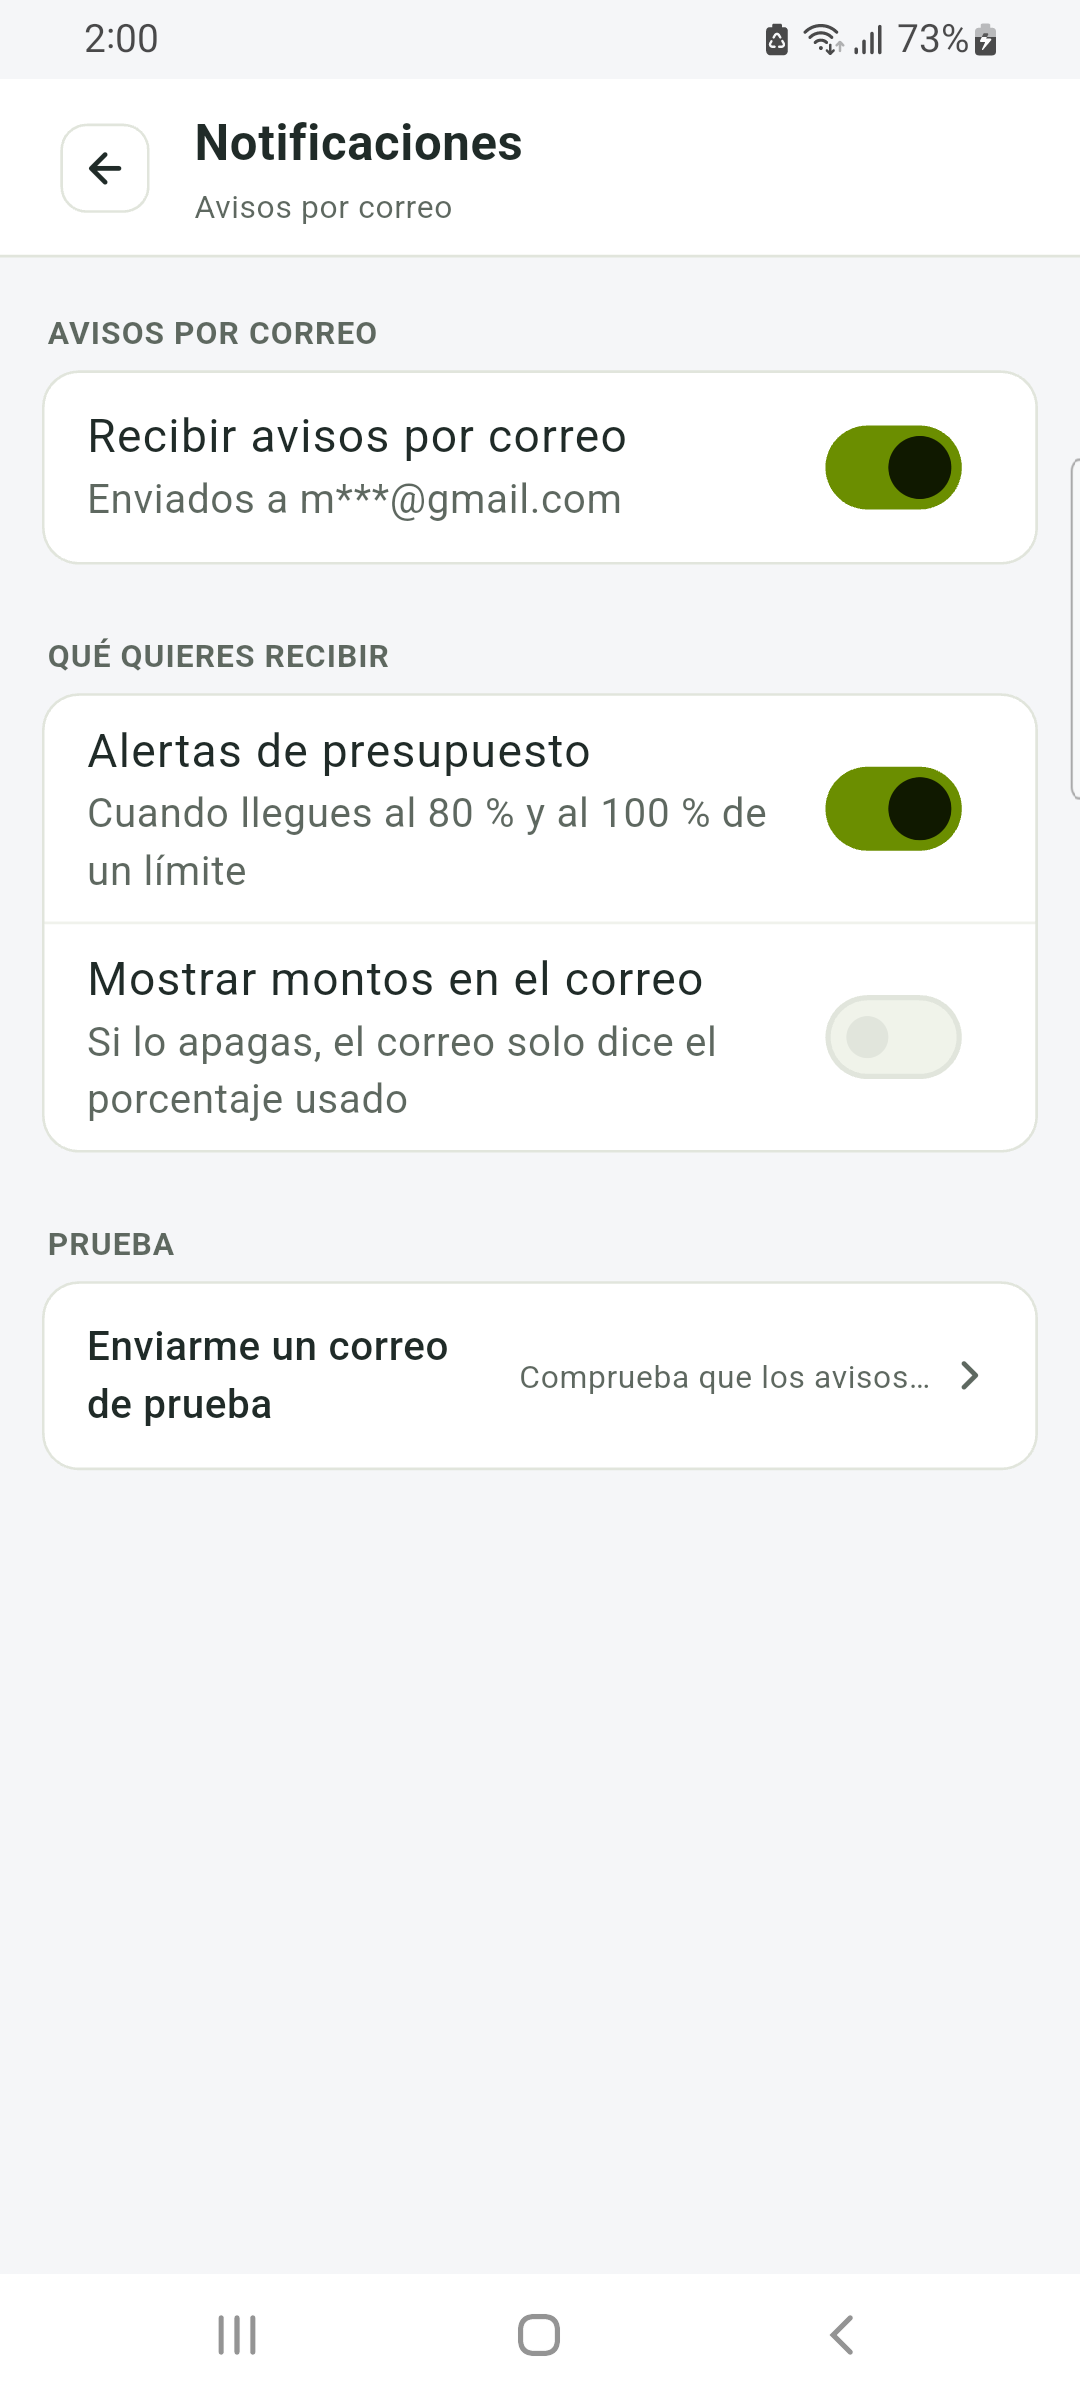 2:00
73%
Notificaciones
Avisos por correo
AVISOS POR CORREO
Recibir avisos por correo
Enviados a m***@gmail.com
QUÉ QUIERES RECIBIR
Alertas de presupuesto
Cuando llegues al 80 % y al 100 % de
un límite
Mostrar montos en el correo
Si lo apagas, el correo solo dice el
porcentaje usado
PRUEBA
Enviarme un correo
de prueba
Comprueba que los avisos…